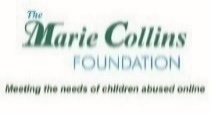 The
Marie Collins
FOUNDATION
Meeting the needs of children abused online